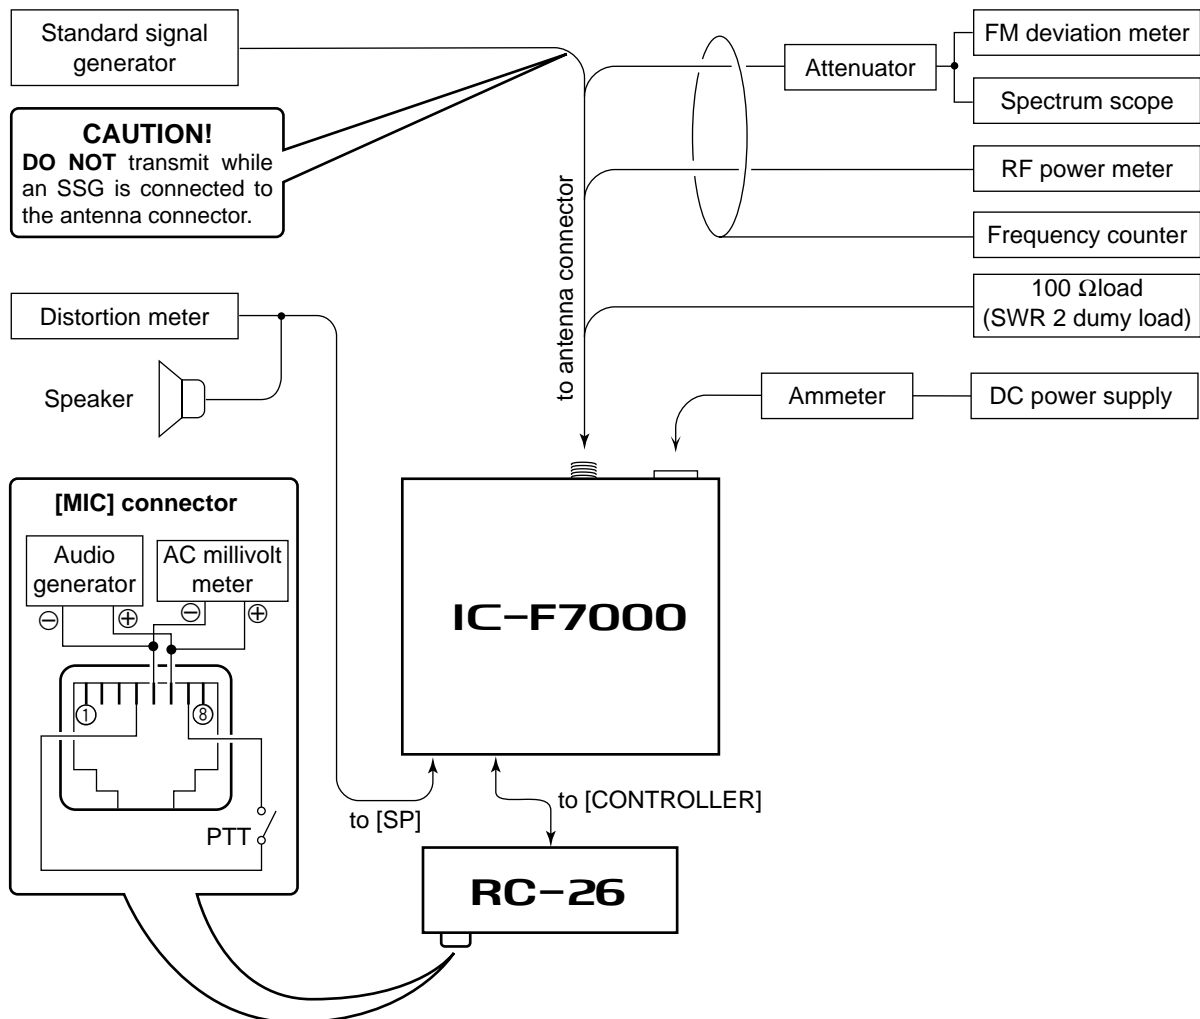 Standard signal
generator
FM deviation meter
Attenuator
Spectrum scope
CAUTION!
DO NOT transmit while
an SSG is connected to
the antenna connector.
RF power meter
to antenna connector
Frequency counter
100 Ωload
(SWR 2 dumy load)
Distortion meter
Speaker
Ammeter
DC power supply
[MIC] connector
Audio
generator
AC millivolt
meter
⊖
⊕
⊖
⊕
①
⑧
PTT
IC-F7000
to [SP]
to [CONTROLLER]
RC-26